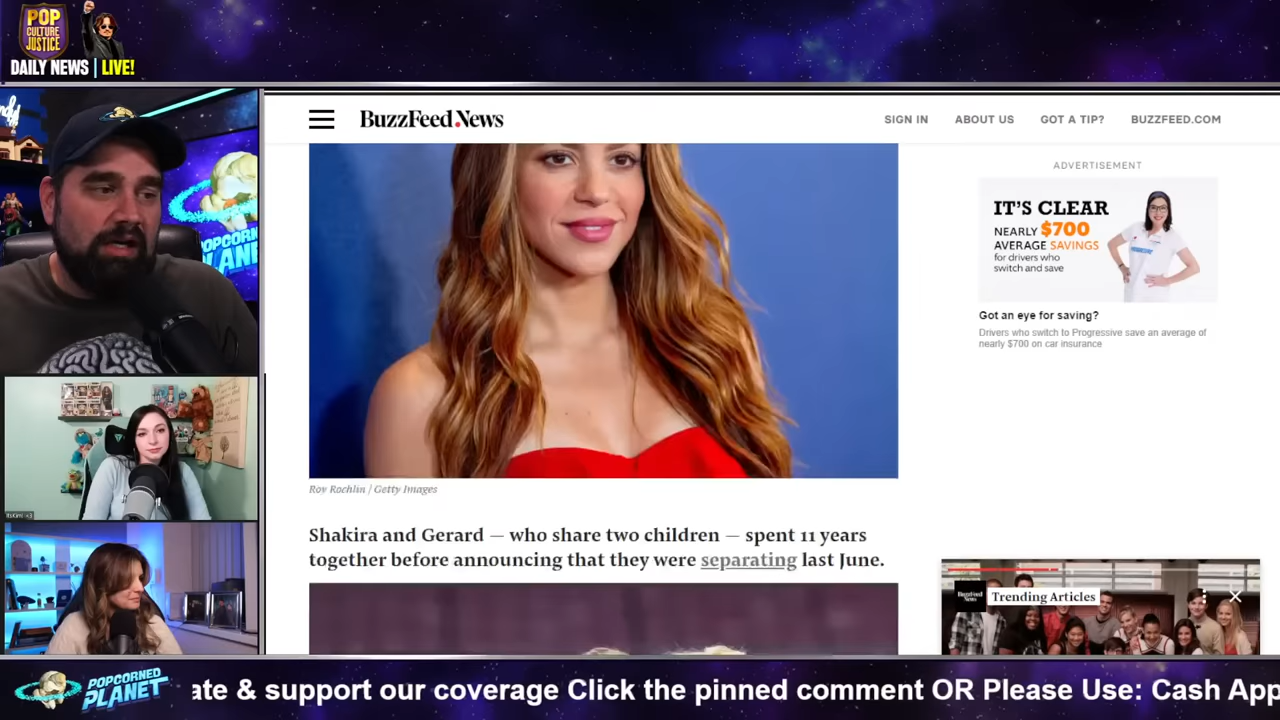 POP
CULTURE
JUSTICE
DAILY NEWS | LIVE!
BuzzFeed News
SIGN IN
ABOUT US
GOT A TIP?
BUZZFEED.COM
POPCORNED
PLANE
ADVERTISEMENT
IT'S CLEAR
NEARLY $700
AVERAGE SAVINGS
for drivers who
switch and save
Got an eye for saving?
Drivers who switch to Progressive save an average of
nearly $700 on car insurance
Roy Rochlin / Getty Images
Shakira and Gerard — who share two children — spent 11 years
together before announcing that they were separating last June.
BuzzFeed
News
Trending Articles
POPCORNED
PLANET
ate & support our coverage Click the pinned comment OR Please Use: Cash App